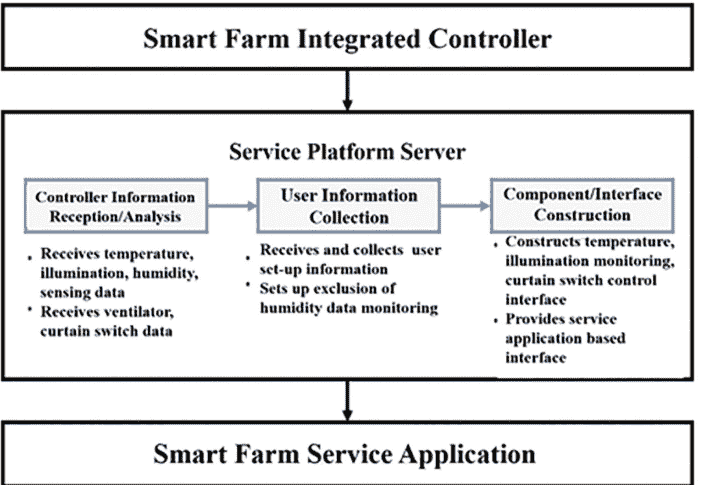 Smart Farm Integrated Controller
Service Platform Server
Controller Information
Reception/Analysis
• Receives temperature,
illumination, humidity,
sensing data
• Receives ventilator,
curtain switch data
User Information
Collection
• Receives and collects user
set-up information
• Sets up exclusion of
humidity data monitoring
Component/Interface
Construction
• Constructs temperature,
illumination monitoring,
curtain switch control
interface
• Provides service
application based
interface
Smart Farm Service Application